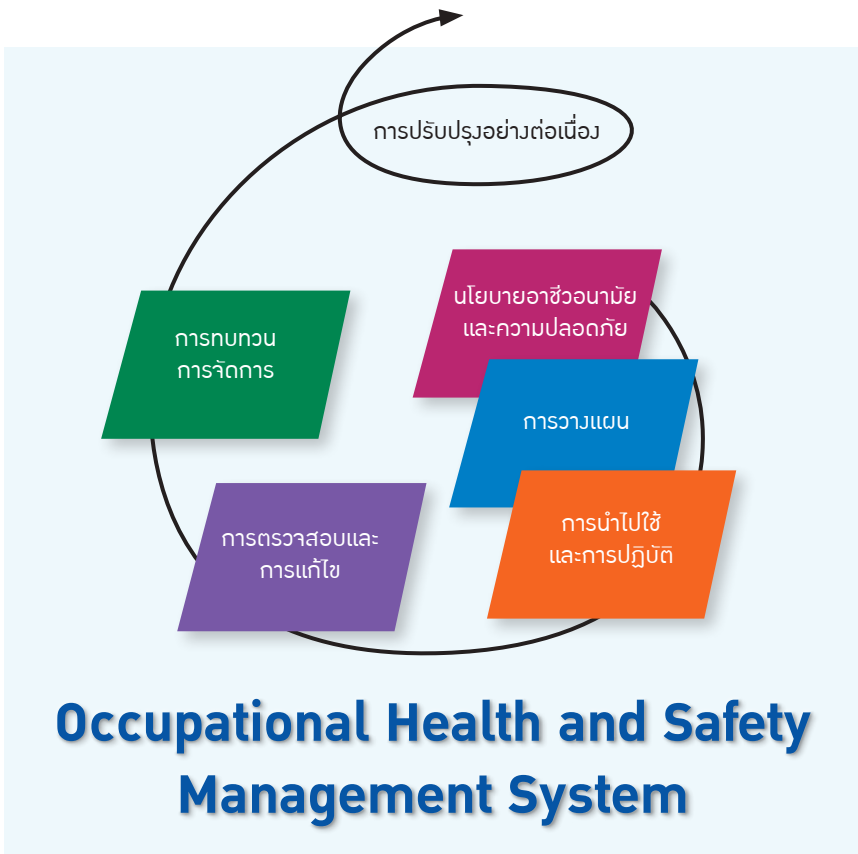 การปรับปรุงอย่างต่อเนื่อง
นโยบายอาชีวอนามัย
และความปลอดภัย
การทบทวน
การจัดการ
การวางแผน
การนำไปใช้
และการปฏิบัติ
การตรวจสอบและ
การแก้ไข
Occupational Health and Safety
Management System